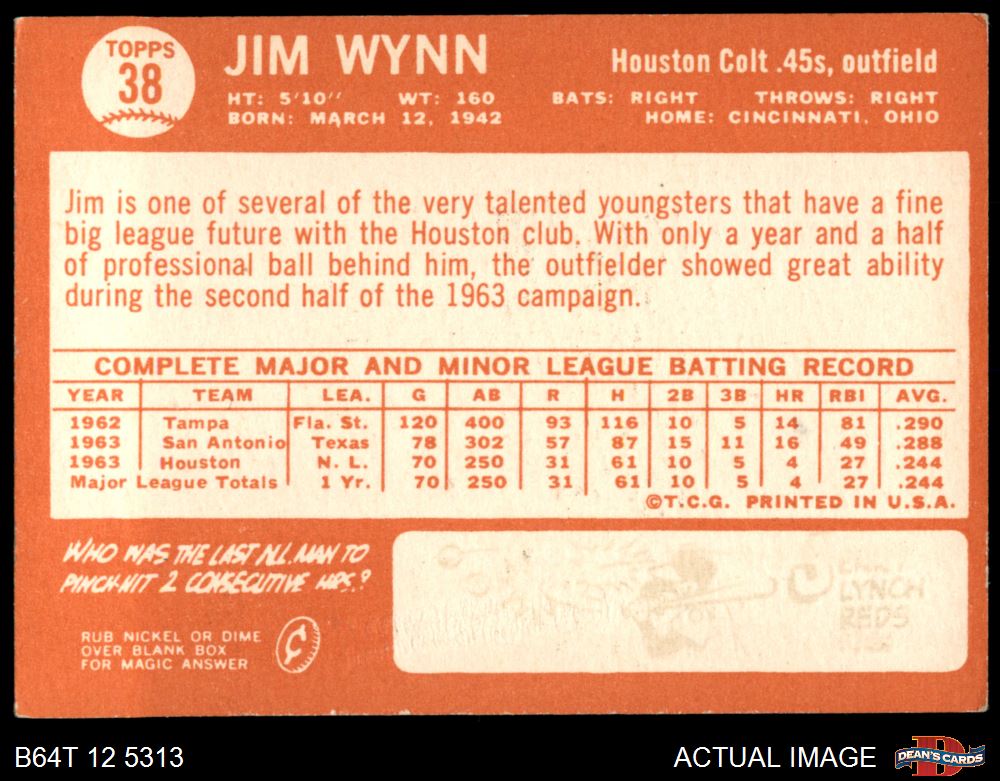 TOPPS
38
JIM WYNN
Houston Colt .45s, outfield
HT: 5'10" WT: 160 BATS: RIGHT THROWS: RIGHT
BORN: MARCH 12, 1942 HOME: CINCINNATI, OHIO
Jim is one of several of the very talented youngsters that have a fine
big league future with the Houston club. With only a year and a half
of professional ball behind him, the outfielder showed great ability
during the second half of the 1963 campaign.
COMPLETE MAJOR AND MINOR LEAGUE BATTING RECORD
YEAR TEAM LEA. G AB R H 2B 3B HR RBI AVG.
1962 Tampa Fla. St. 120 400 93 116 10 5 14 81 .290
1963 San Antonio Texas 78 302 57 87 15 11 16 49 .288
1963 Houston N. L. 70 250 31 61 10 5 4 27 .244
Major League Totals 1 Yr. 70 250 31 61 10 5 4 27 .244
©T.C.G. PRINTED IN U.S.A.
WHO WAS THE LAST N.L. MAN TO
PINCH-HIT 2 CONSECUTIVE HRS?
RUB NICKEL OR DIME
OVER BLANK BOX
FOR MAGIC ANSWER
¢
LYNCH
REDS
B64T 12 5313
ACTUAL IMAGE
DEAN'S CARDS